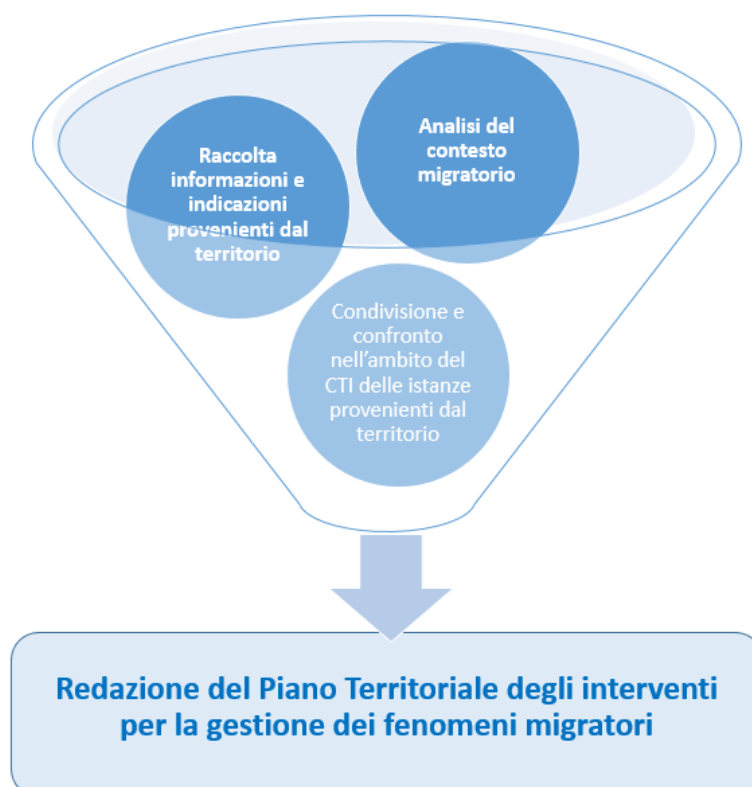 Analisi del
contesto
migratorio
Raccolta
informazioni e
indicazioni
provenienti dal
territorio
Condivisione e
confronto
nell'ambito del
CTI delle istanze
provenienti dal
territorio
Redazione del Piano Territoriale degli interventi
per la gestione dei fenomeni migratori